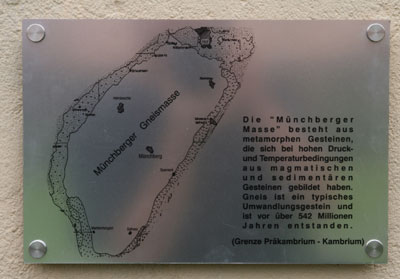 Münchberger Gneismasse
Münchberg
Die "Münchberger
Masse" besteht aus
metamorphen Gesteinen,
die sich bei hohen Druck-
und Temperaturbedingungen
aus magmatischen
und sedimentären
Gesteinen gebildet haben.
Gneis ist ein typisches
Umwandlungsgestein und
ist vor über 542 Millionen
Jahren entstanden.
(Grenze Präkambrium - Kambrium)